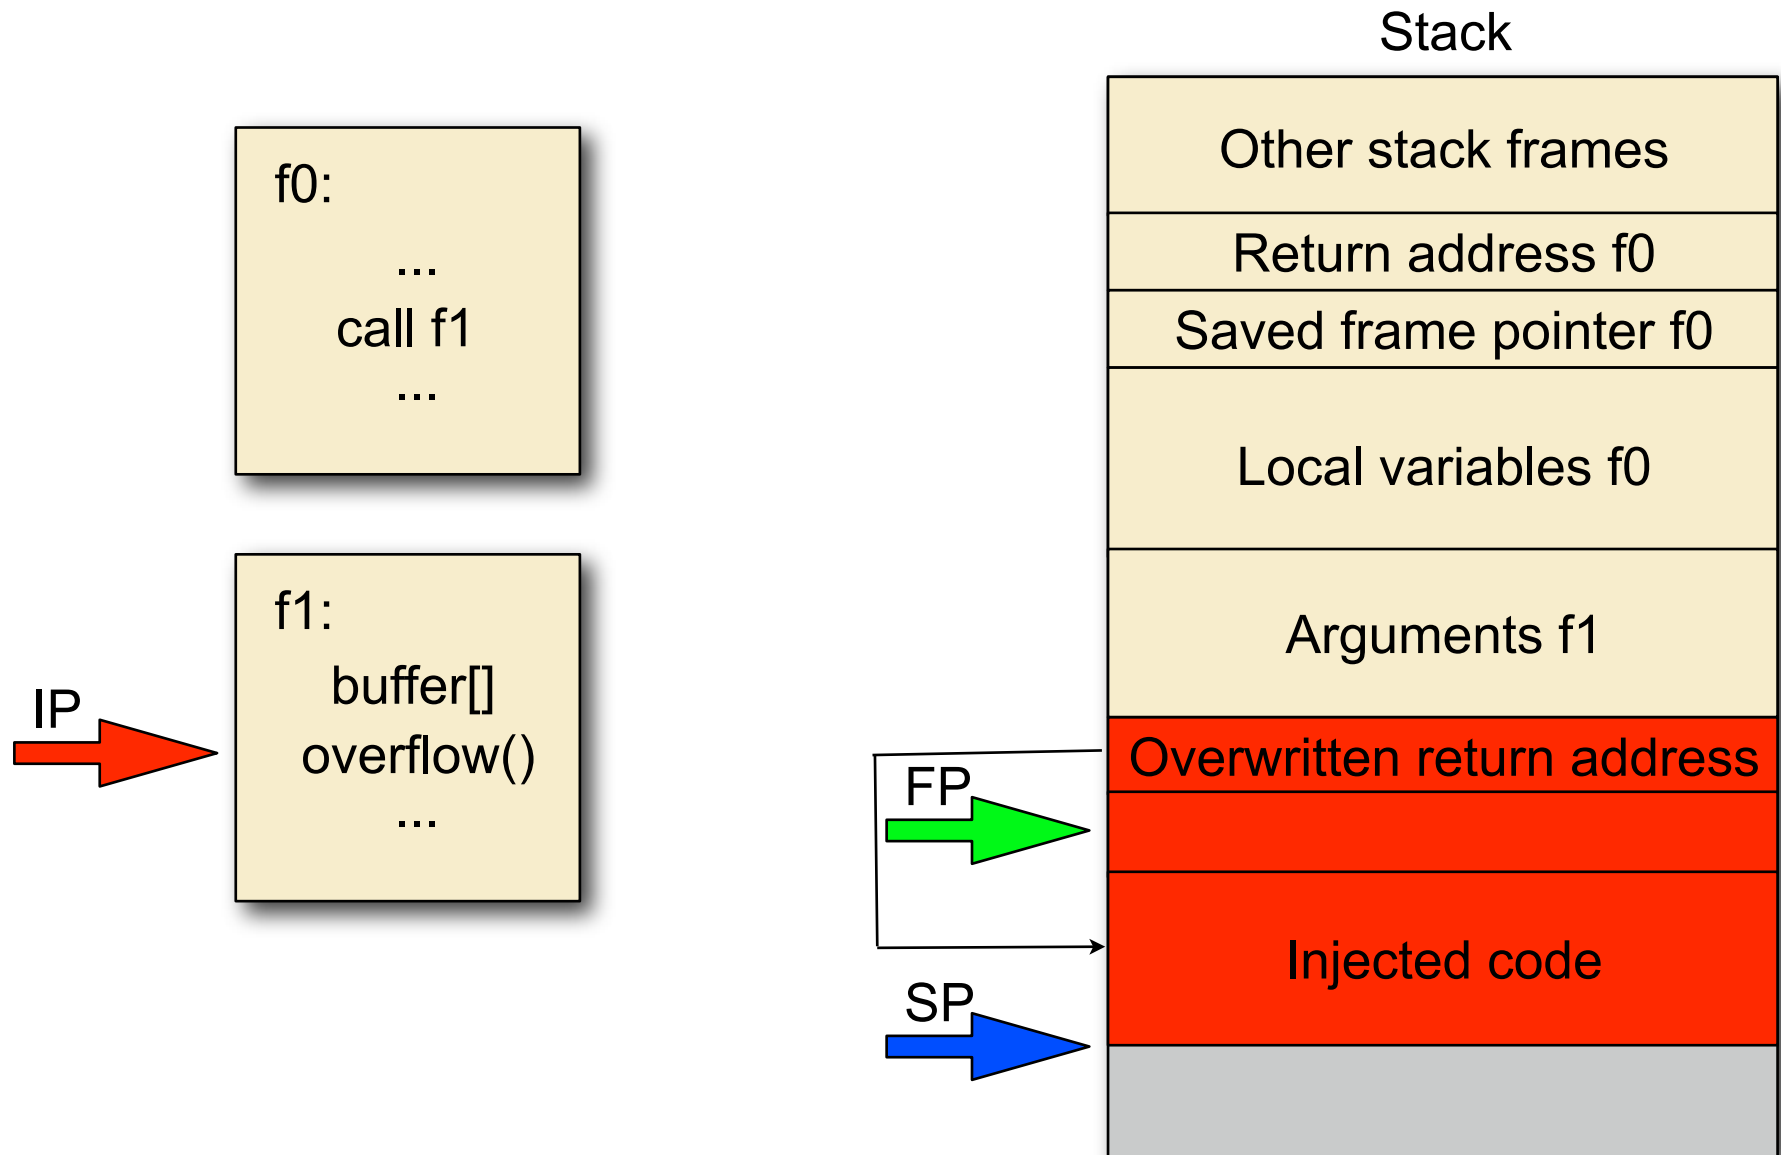 f0:
...
call f1
...
f1:
buffer[]
overflow()
...
IP
Stack
Other stack frames
Return address f0
Saved frame pointer f0
Local variables f0
Arguments f1
Overwritten return address
FP
Injected code
SP